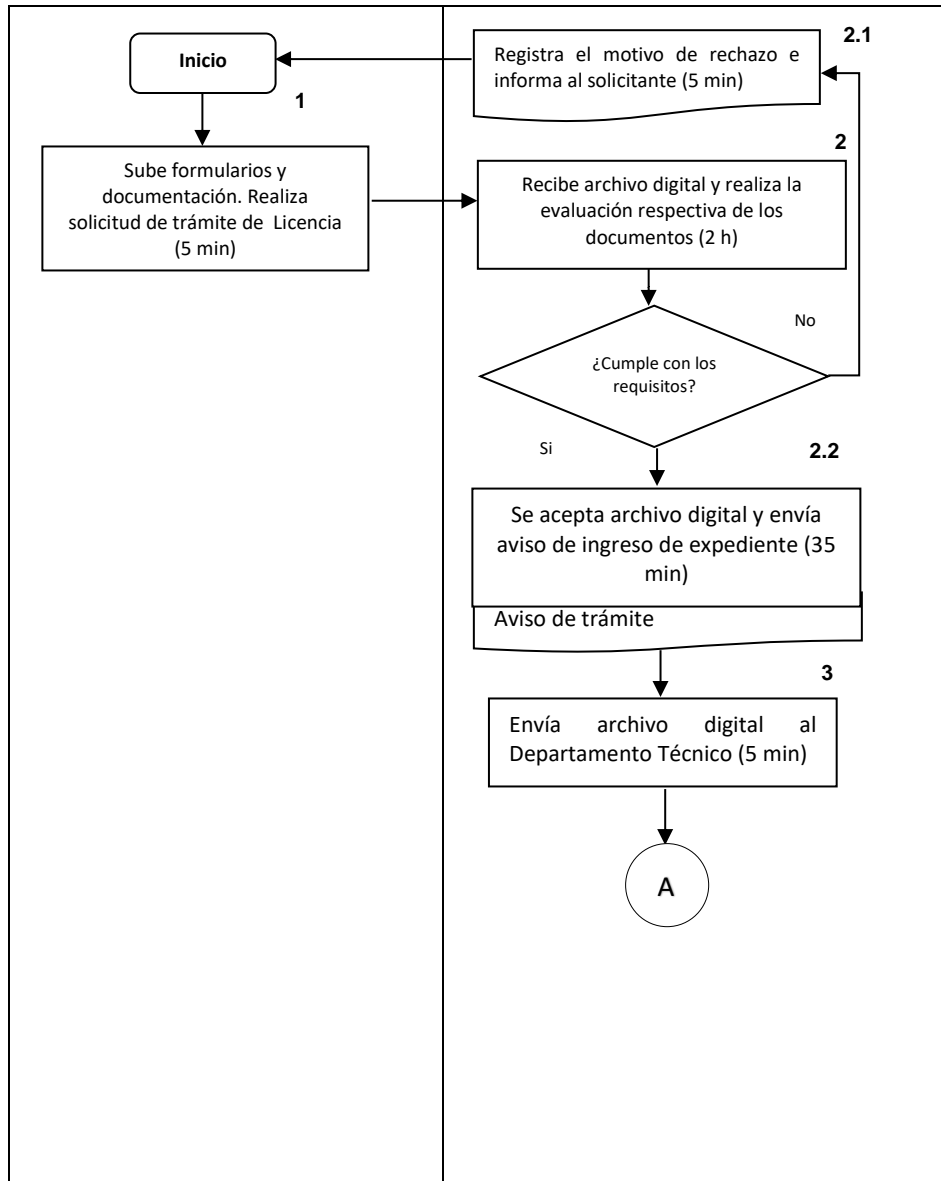 Inicio
1
Sube formularios y
documentación. Realiza
solicitud de trámite de Licencia
(5 min)
2.1
Registra el motivo de rechazo e
informa al solicitante (5 min)
2
Recibe archivo digital y realiza la
evaluación respectiva de los
documentos (2 h)
No
¿Cumple con los
requisitos?
Si
2.2
Se acepta archivo digital y envía
aviso de ingreso de expediente (35
min)
Aviso de trámite
3
Envía archivo digital al
Departamento Técnico (5 min)
A